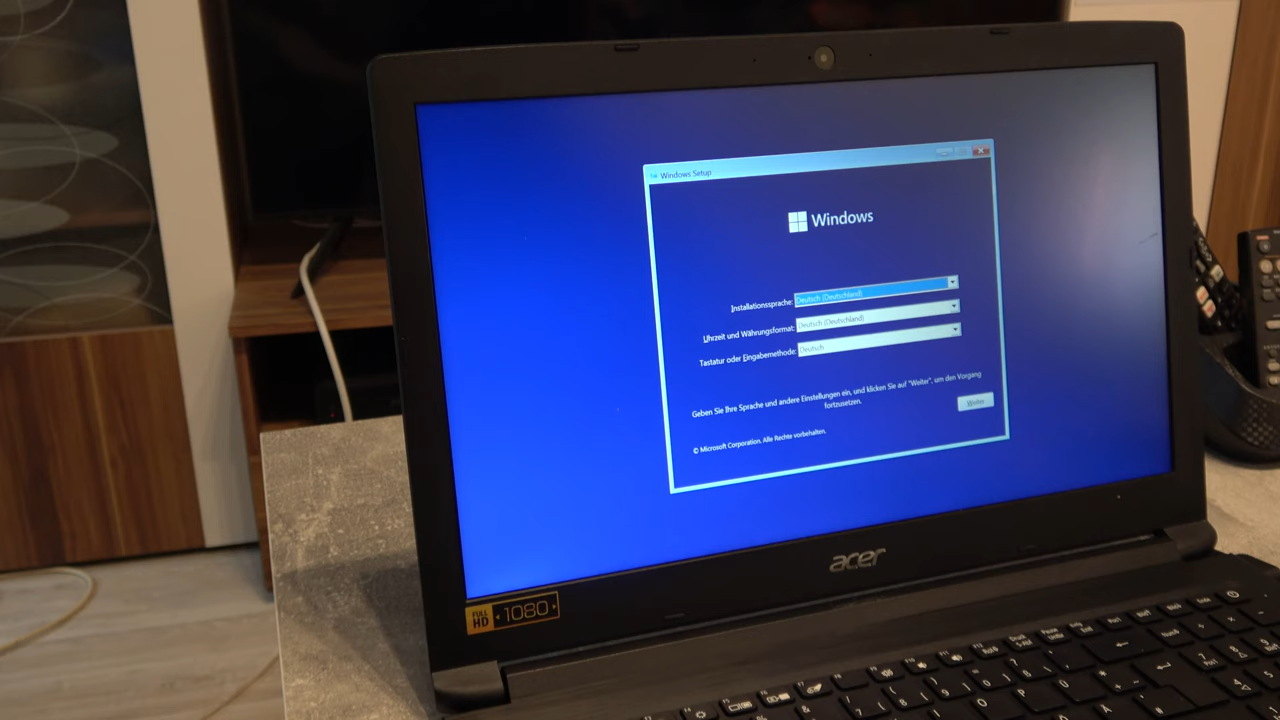 Windows Setup
Windows
Installationssprache: Deutsch (Deutschland)
Uhrzeit und Währungsformat: Deutsch (Deutschland)
Tastatur oder Eingabemethode: Deutsch
Geben Sie Ihre Sprache und andere Einstellungen ein, und klicken Sie auf "Weiter", um den Vorgang
fortzusetzen.
Weiter
© Microsoft Corporation. Alle Rechte vorbehalten.
acer
FULL HD 1080